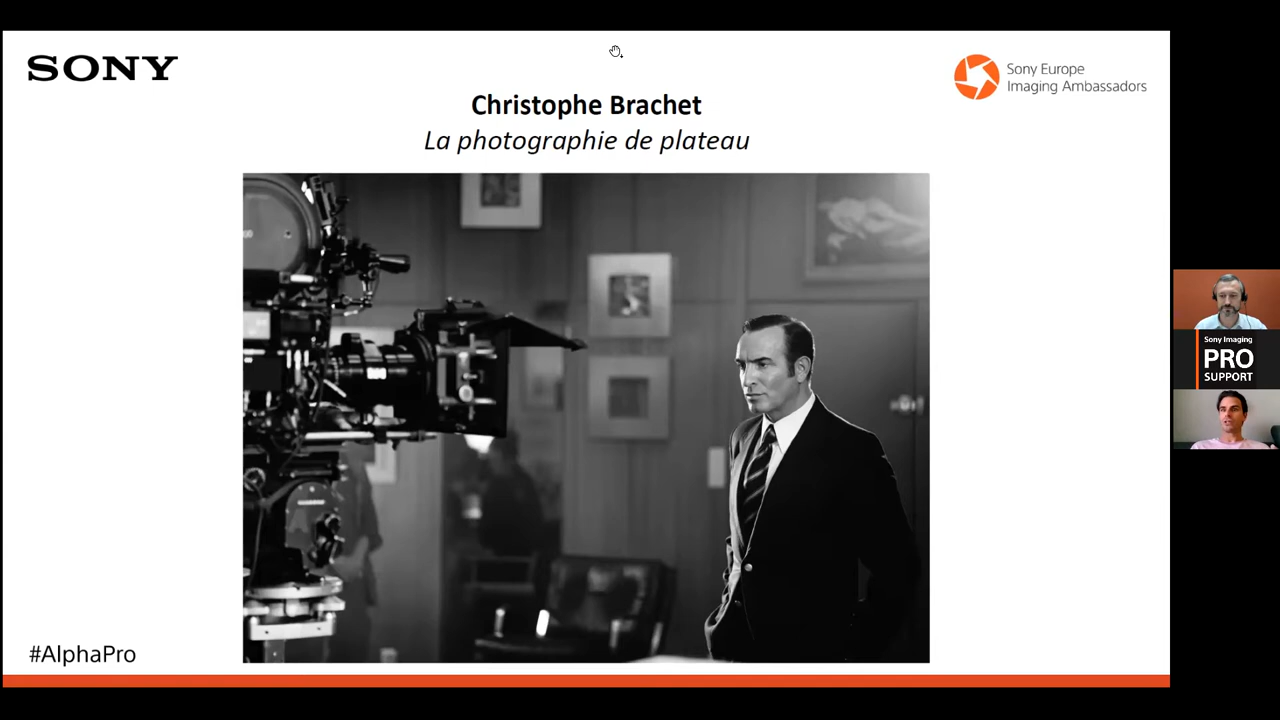 SONY
Sony Europe
Imaging Ambassadors
Christophe Brachet
La photographie de plateau
Sony Imaging
PRO
SUPPORT
#AlphaPro